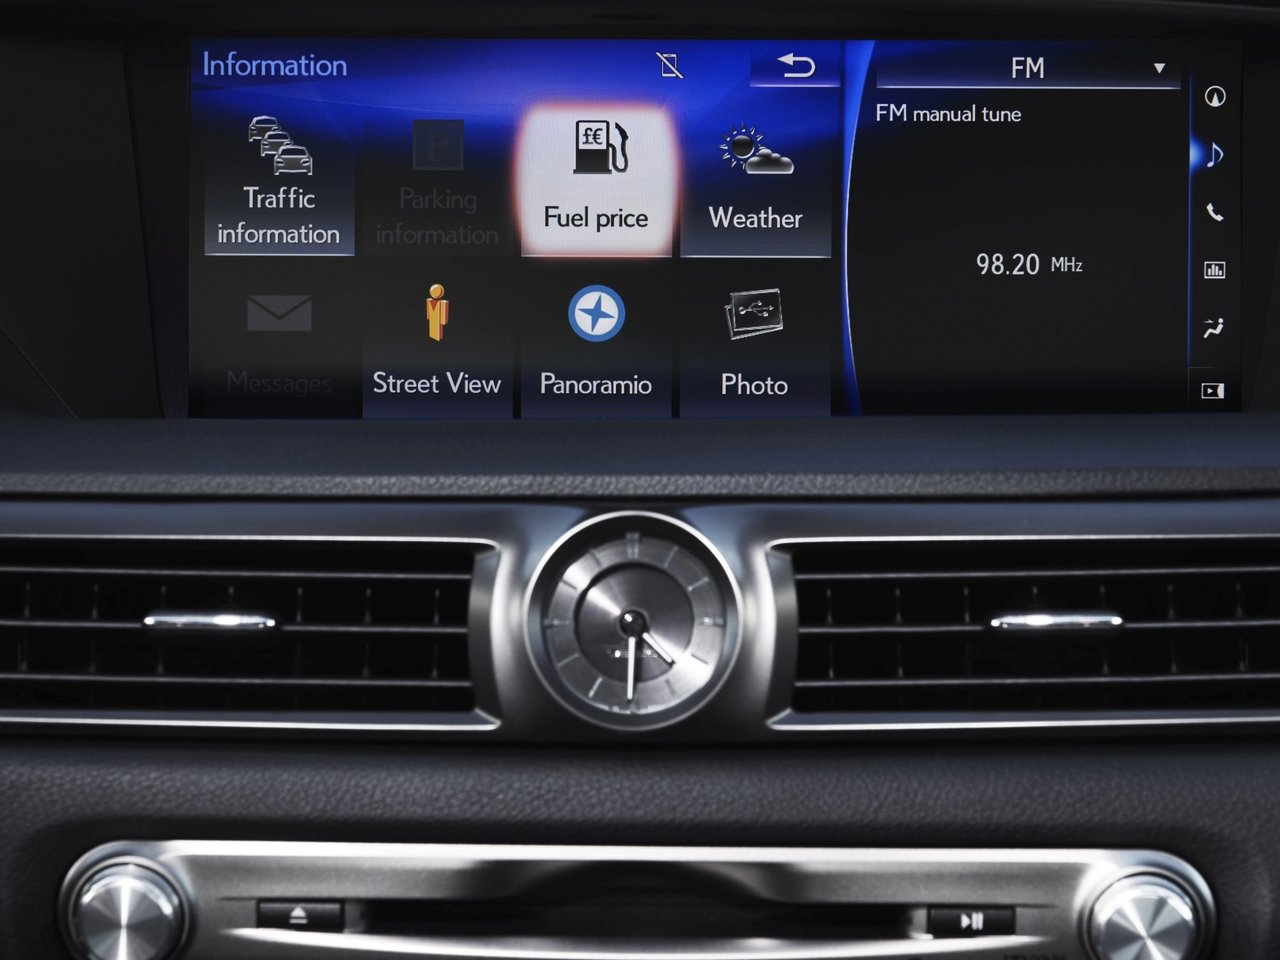 Information
FM
FM manual tune
£€
P
Traffic
information
Parking
information
Fuel price
Weather
98.20 MHz
Messages
Street View
Panoramio
Photo